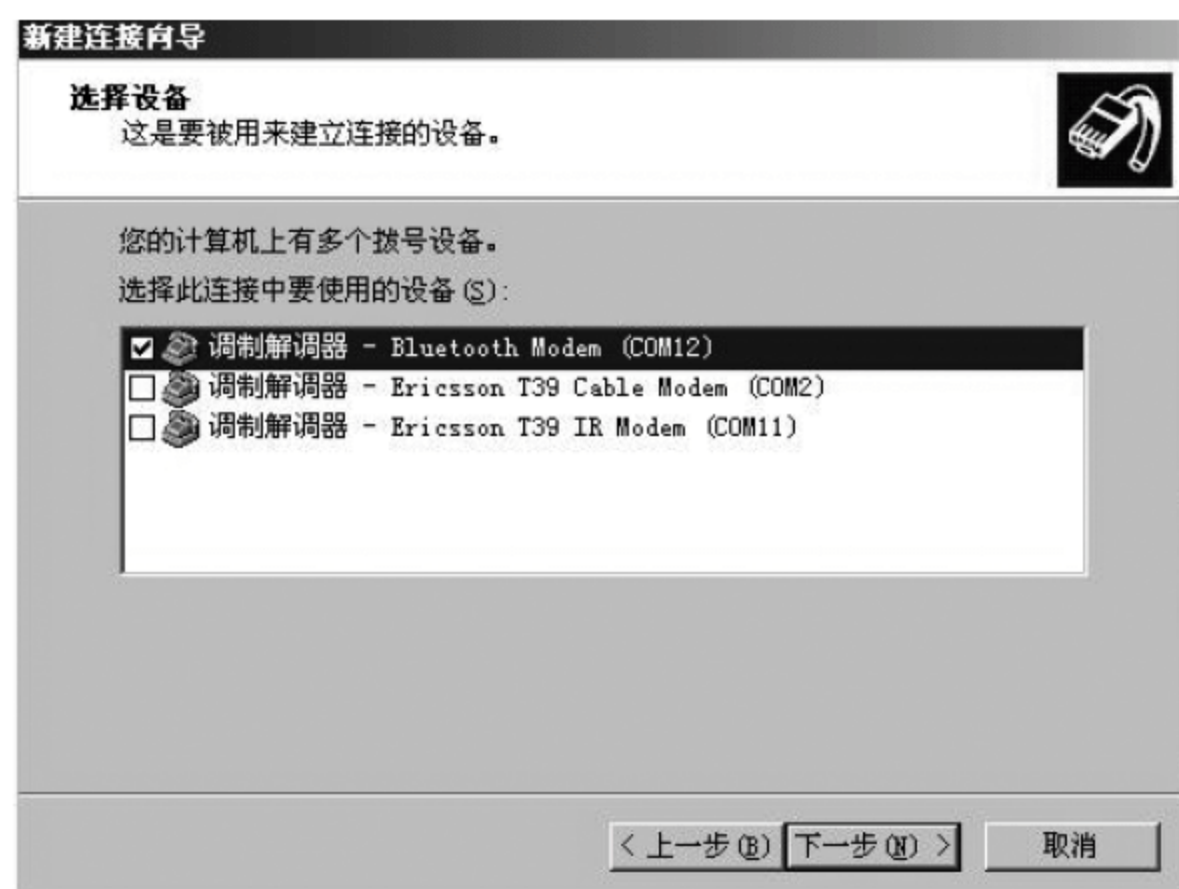 新建连接向导
选择设备
这是要被用来建立连接的设备。
您的计算机上有多个拨号设备。
选择此连接中要使用的设备(S):
调制解调器 - Bluetooth Modem (COM12)
调制解调器 - Ericsson T39 Cable Modem (COM2)
调制解调器 - Ericsson T39 IR Modem (COM11)
< 上一步(B) 下一步(N) > 取消